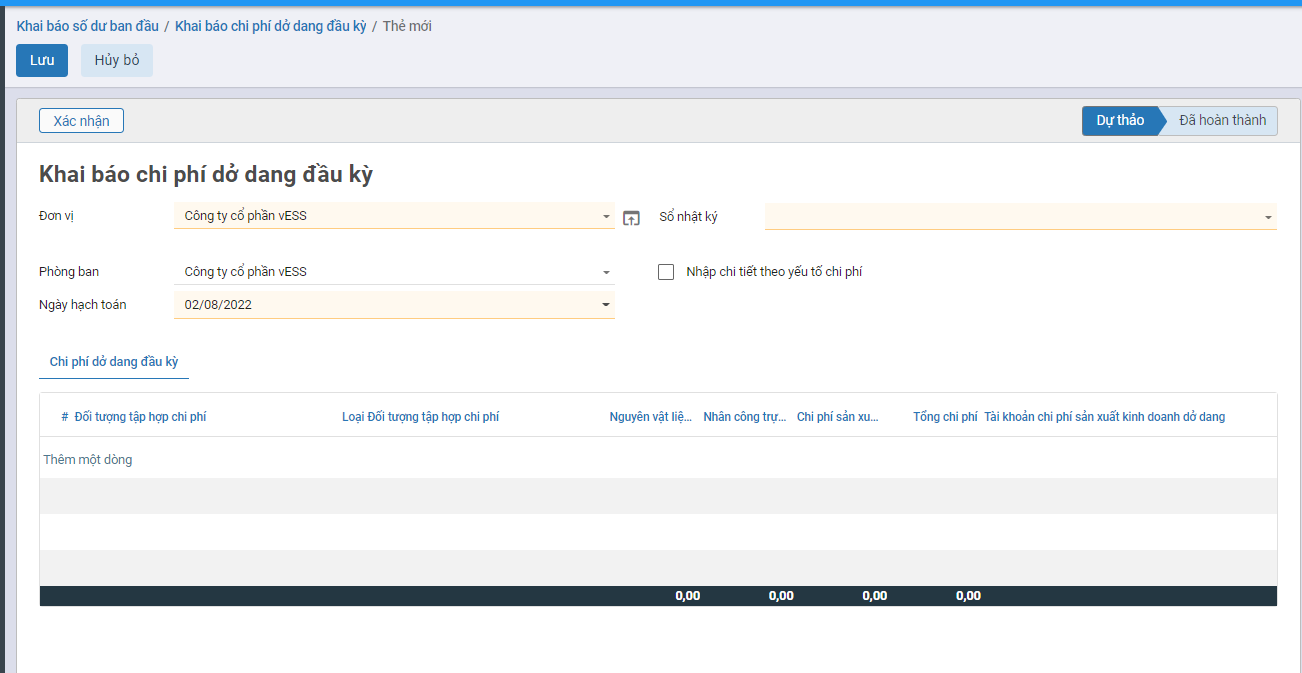 Khai báo số dư ban đầu / Khai báo chi phí dở dang đầu kỳ / Thẻ mới
Lưu Hủy bỏ
Xác nhận Dự thảo Đã hoàn thành
Khai báo chi phí dở dang đầu kỳ
Đơn vị Công ty cổ phần vESS Sổ nhật ký
Phòng ban Công ty cổ phần vESS Nhập chi tiết theo yếu tố chi phí
Ngày hạch toán 02/08/2022
Chi phí dở dang đầu kỳ
# Đối tượng tập hợp chi phí Loại Đối tượng tập hợp chi phí Nguyên vật liệ... Nhân công trự... Chi phí sản xu... Tổng chi phí Tài khoản chi phí sản xuất kinh doanh dở dang
Thêm một dòng
0,00 0,00 0,00 0,00